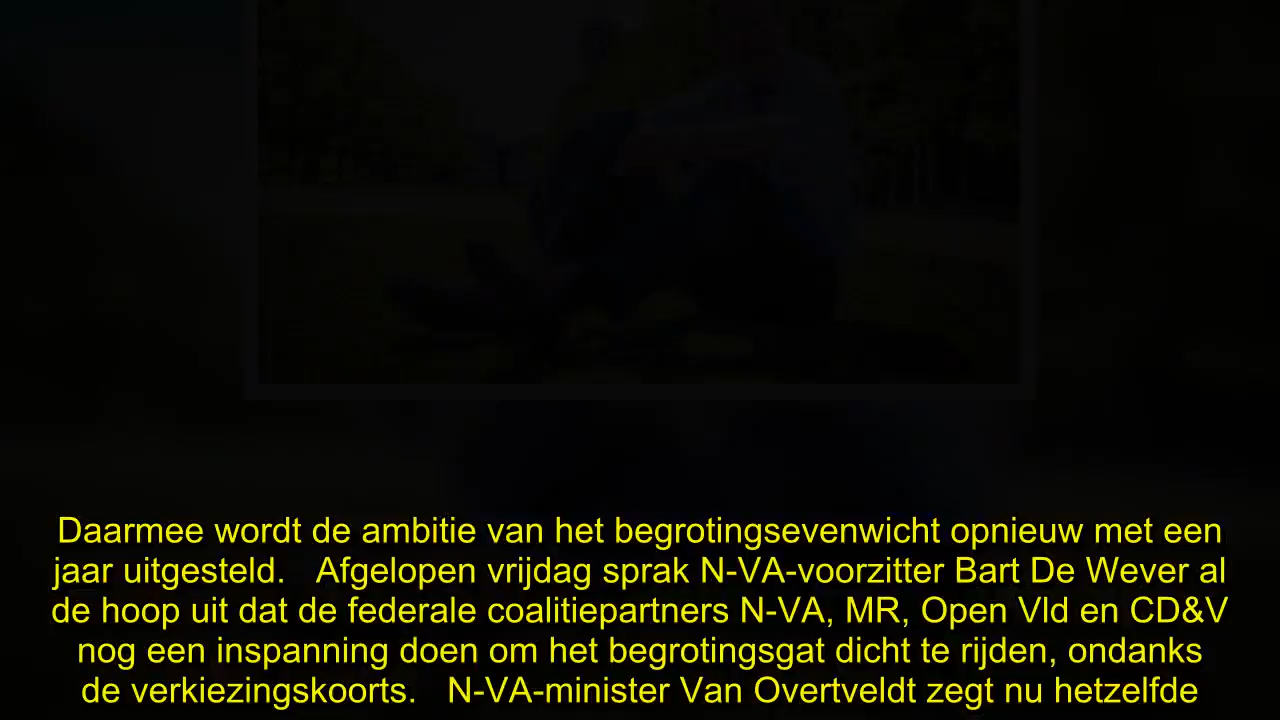 Daarmee wordt de ambitie van het begrotingsevenwicht opnieuw met een
jaar uitgesteld.   Afgelopen vrijdag sprak N-VA-voorzitter Bart De Wever al
de hoop uit dat de federale coalitiepartners N-VA, MR, Open Vld en CD&V
nog een inspanning doen om het begrotingsgat dicht te rijden, ondanks
de verkiezingskoorts.   N-VA-minister Van Overtveldt zegt nu hetzelfde